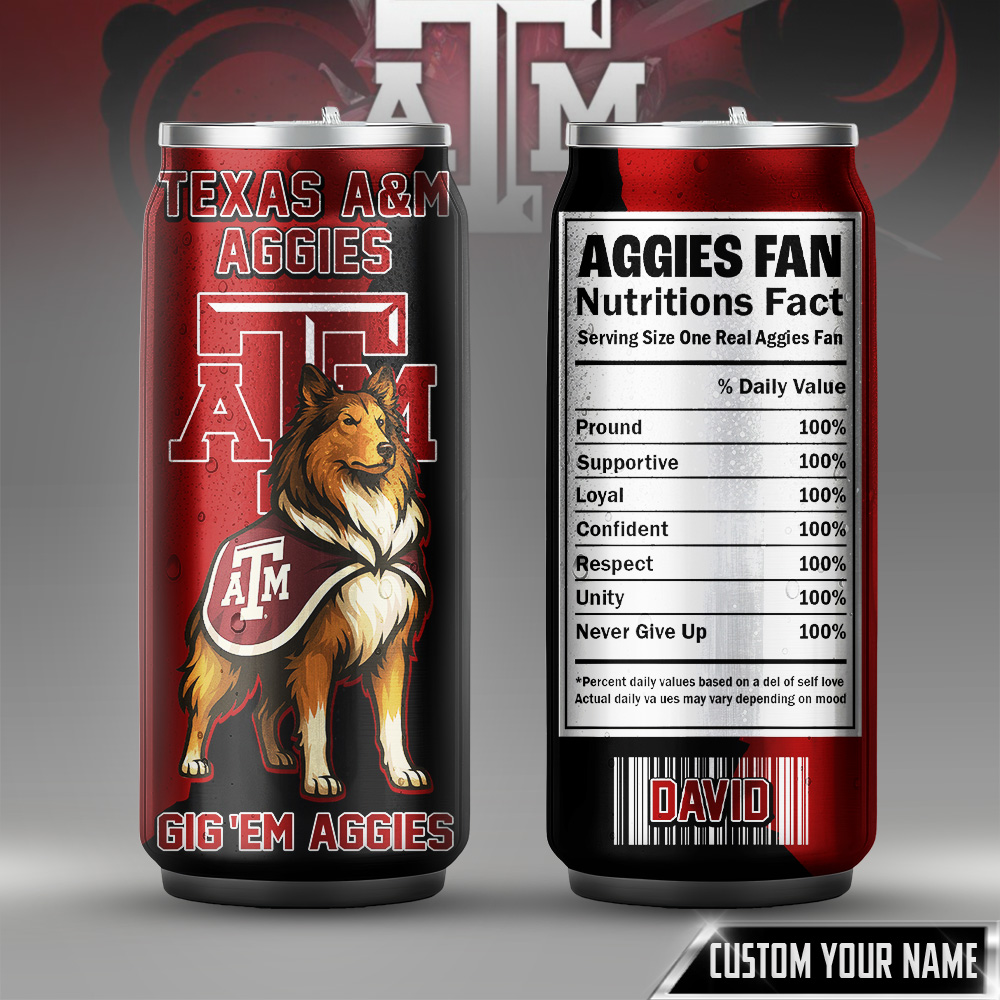 ATM
TEXAS A&M
AGGIES
ATM
ATM
GIG 'EM AGGIES
AGGIES FAN
Nutritions Fact
Serving Size One Real Aggies Fan
% Daily Value
Pround 100%
Supportive 100%
Loyal 100%
Confident 100%
Respect 100%
Unity 100%
Never Give Up 100%
*Percent daily values based on a del of self love
Actual daily va ues may vary depending on mood
DAVID
CUSTOM YOUR NAME